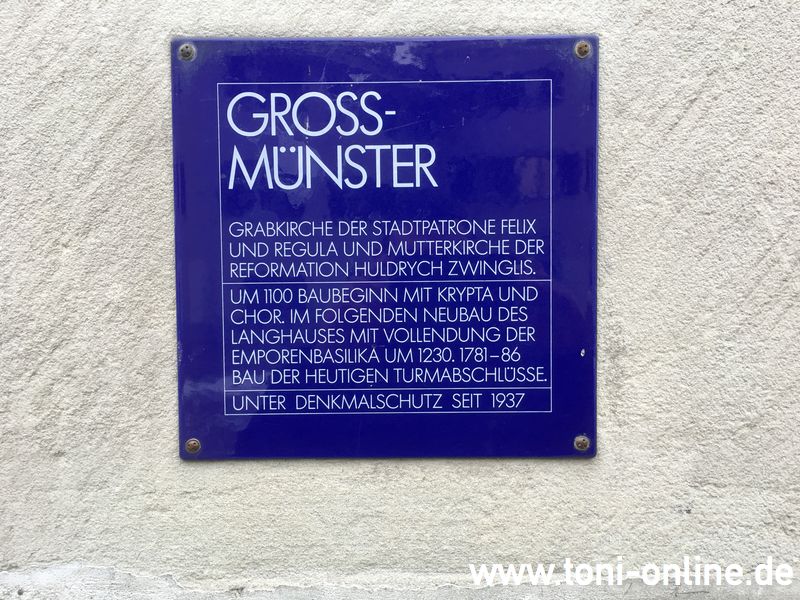 GROSS-
MÜNSTER
GRABKIRCHE DER STADTPATRONE FELIX
UND REGULA UND MUTTERKIRCHE DER
REFORMATION HULDRYCH ZWINGLIS.
UM 1100 BAUBEGINN MIT KRYPTA UND
CHOR. IM FOLGENDEN NEUBAU DES
LANGHAUSES MIT VOLLENDUNG DER
EMPORENBASILIKA UM 1230. 1781–86
BAU DER HEUTIGEN TURMABSCHLÜSSE.
UNTER DENKMALSCHUTZ SEIT 1937
www.toni-online.de